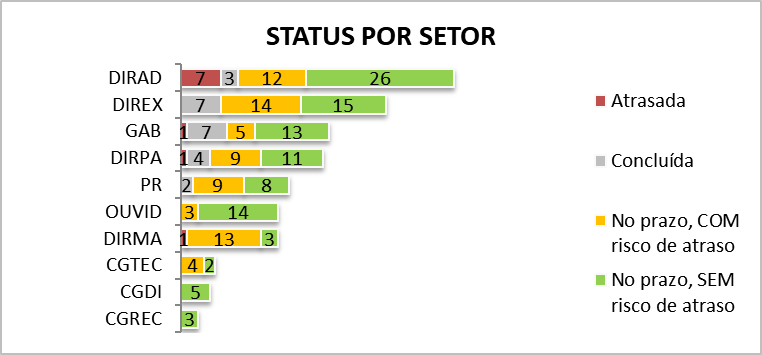 STATUS POR SETOR
DIRAD 7 3 12 26
DIREX 7 14 15
GAB 1 7 5 13
DIRPA 1 4 9 11
PR 2 9 8
OUVID 3 14
DIRMA 1 13 3
CGTEC 4 2
CGDI 5
CGREC 3
Atrasada
Concluída
No prazo, COM
risco de atraso
No prazo, SEM
risco de atraso